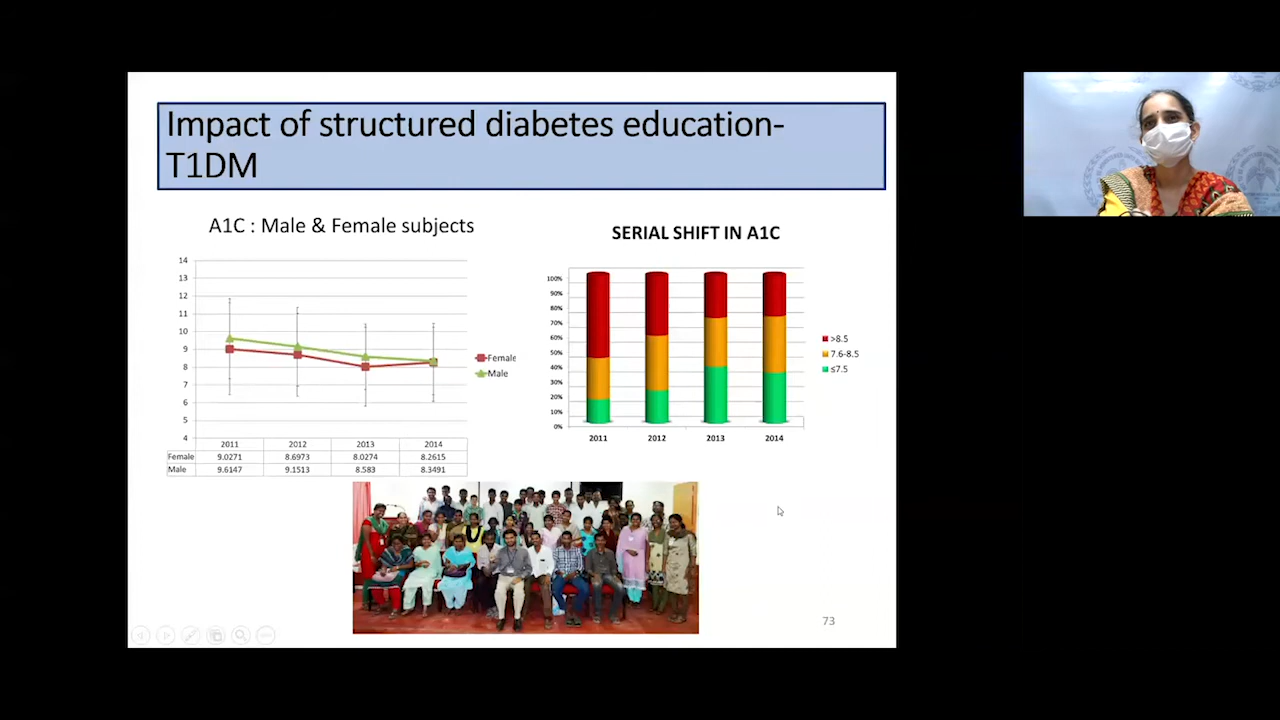 Impact of structured diabetes education-
T1DM
A1C : Male & Female subjects
14
13
12
11
10
9
8
7
6
5
4
2011 2012 2013 2014
Female 9.0271 8.6973 8.0274 8.2615
Male 9.6147 9.1513 8.583 8.3491
Female
Male
SERIAL SHIFT IN A1C
100%
90%
80%
70%
60%
50%
40%
30%
20%
10%
0%
2011 2012 2013 2014
>8.5
7.6-8.5
≤7.5
73